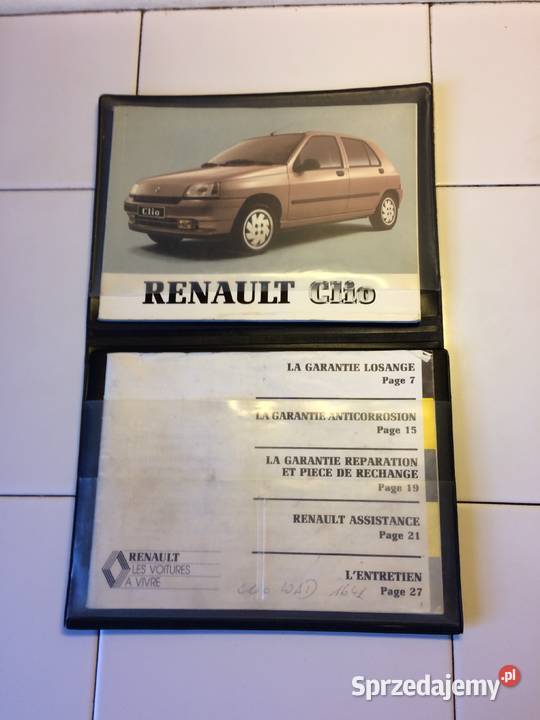 Clio
RENAULT Clio
LA GARANTIE LOSANGE
Page 7
LA GARANTIE ANTICORROSION
Page 15
LA GARANTIE REPARATION
ET PIECE DE RECHANGE
Page 19
RENAULT ASSISTANCE
Page 21
L'ENTRETIEN
Page 27
RENAULT
LES VOITURES
A VIVRE
Clio
Sprzedajemy.pl